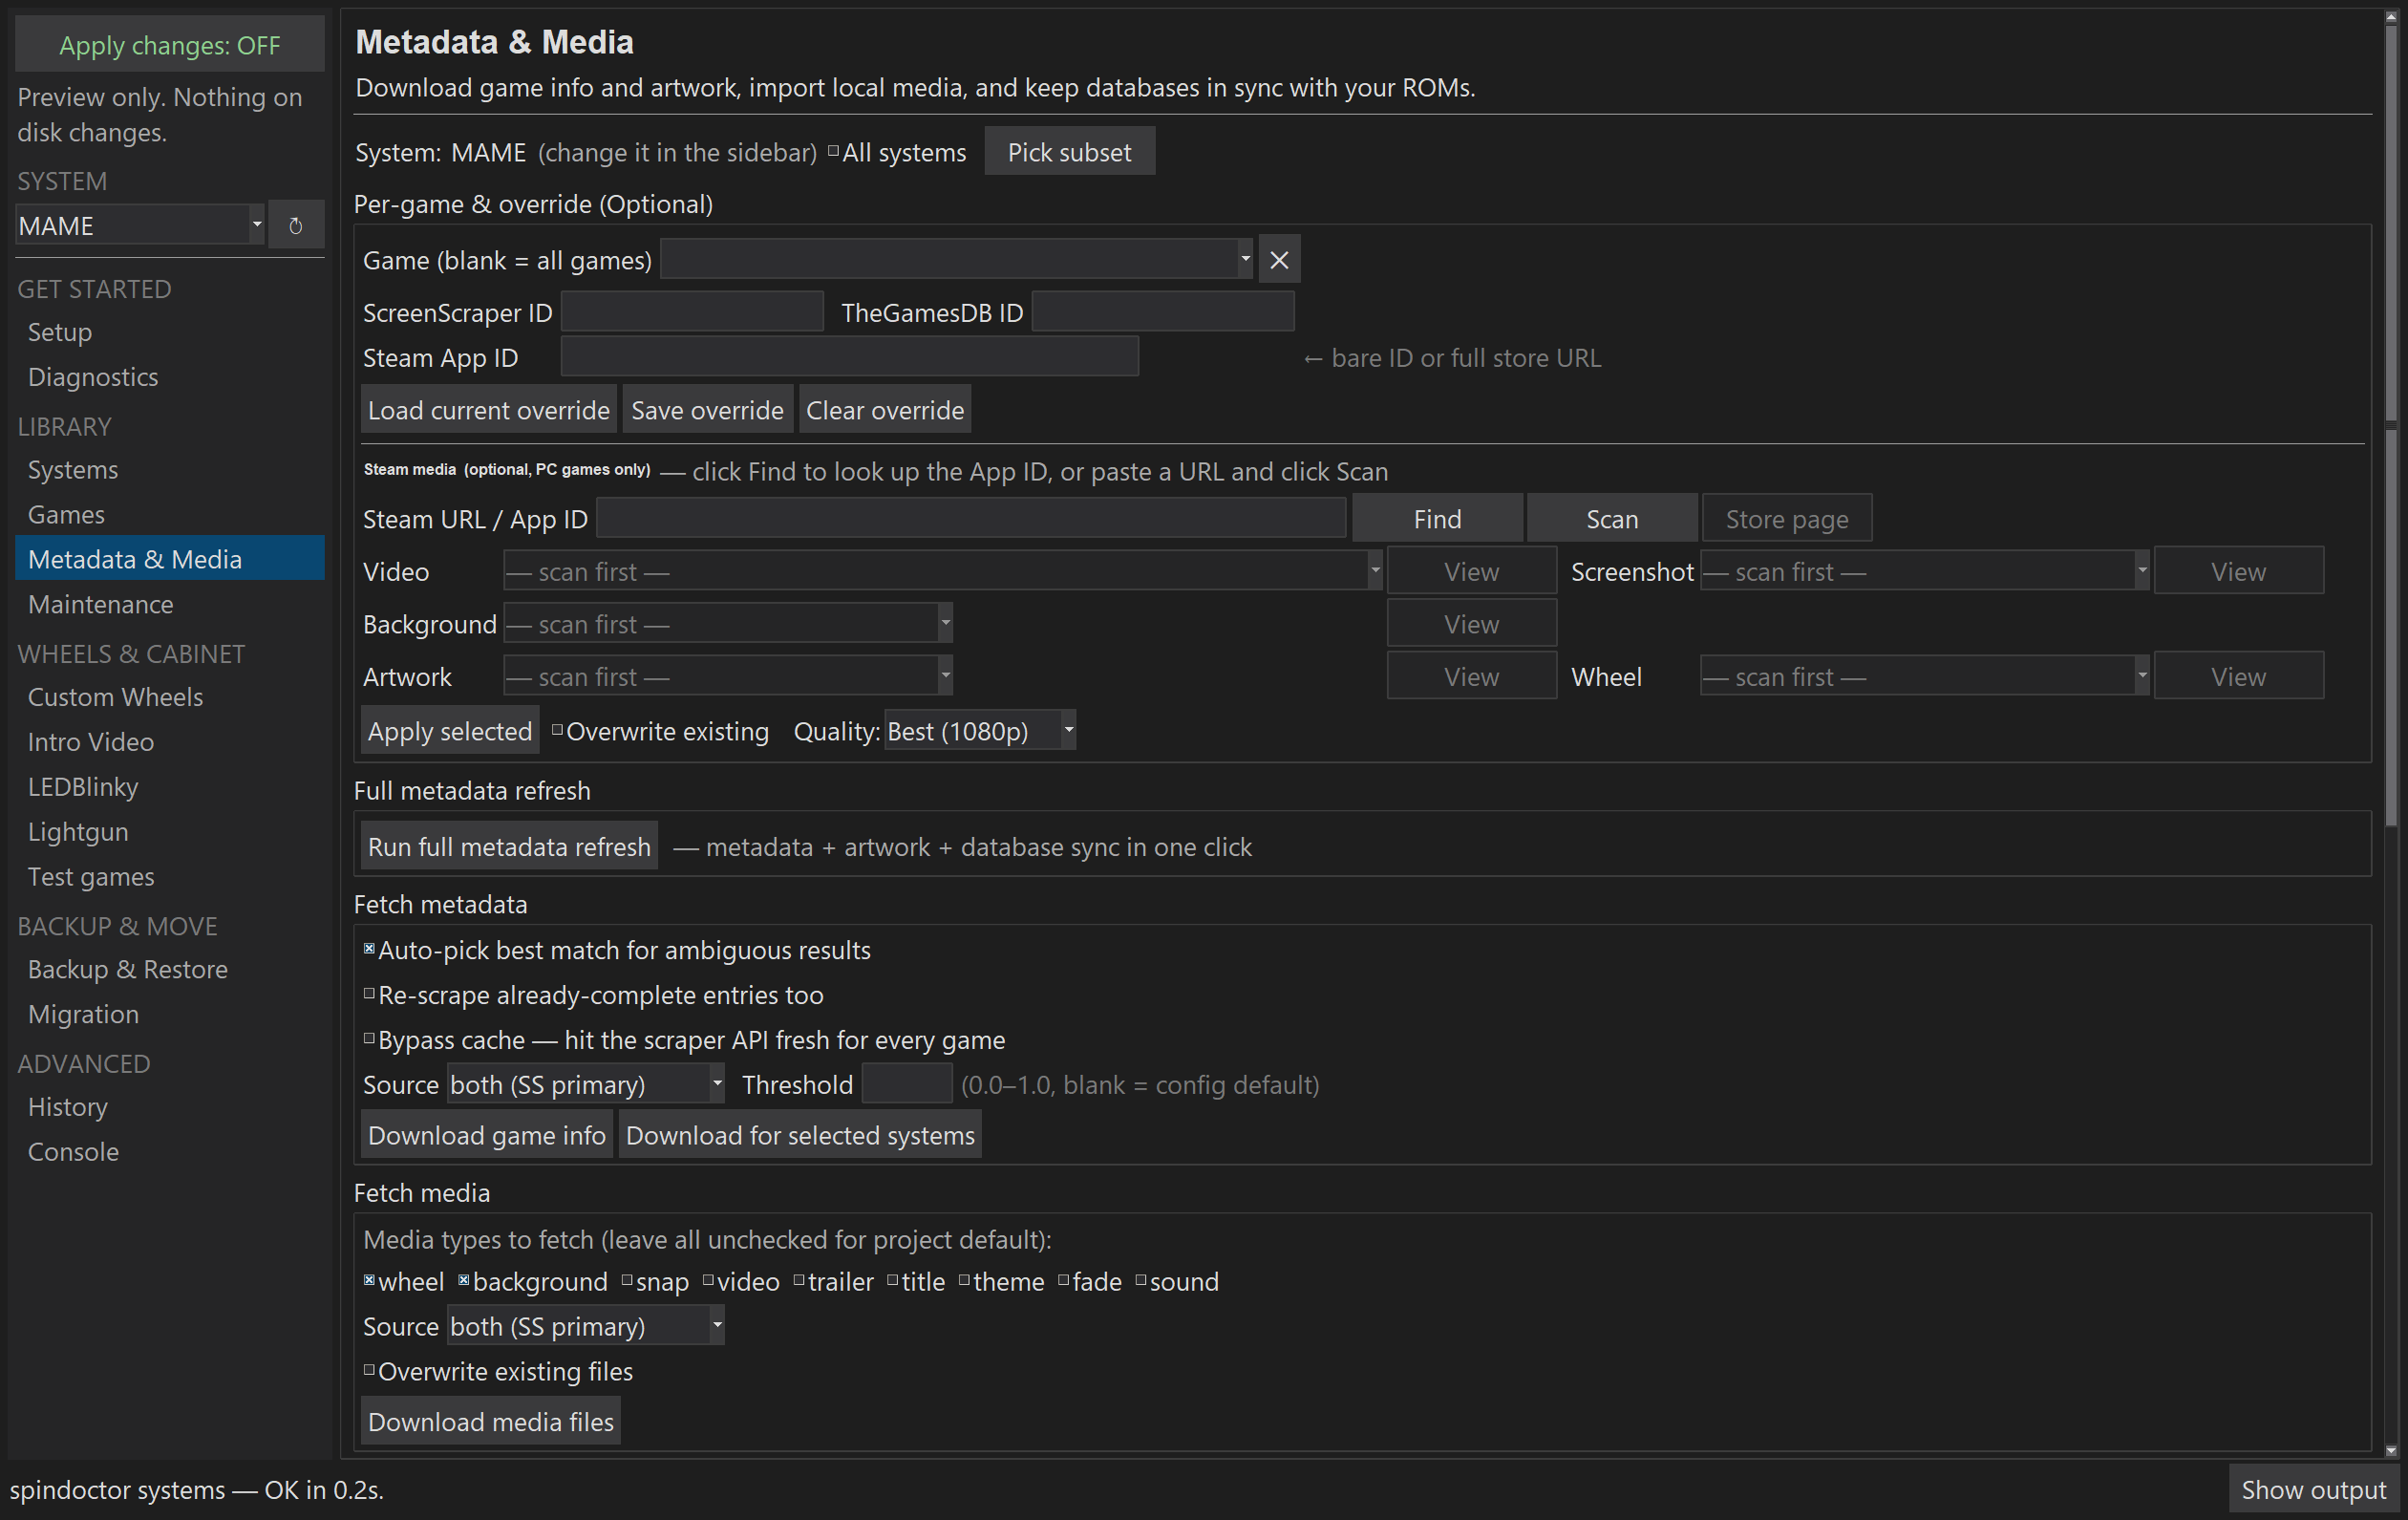 Apply changes: OFF
Preview only. Nothing on
disk changes.
SYSTEM
MAME
GET STARTED
Setup
Diagnostics
LIBRARY
Systems
Games
Metadata & Media
Maintenance
WHEELS & CABINET
Custom Wheels
Intro Video
LEDBlinky
Lightgun
Test games
BACKUP & MOVE
Backup & Restore
Migration
ADVANCED
History
Console
Metadata & Media
Download game info and artwork, import local media, and keep databases in sync with your ROMs.
System: MAME (change it in the sidebar) All systems Pick subset
Per-game & override (Optional)
Game (blank = all games)
ScreenScraper ID TheGamesDB ID
Steam App ID ← bare ID or full store URL
Load current override Save override Clear override
Steam media (optional, PC games only) — click Find to look up the App ID, or paste a URL and click Scan
Steam URL / App ID Find Scan Store page
Video — scan first — View Screenshot — scan first — View
Background — scan first — View
Artwork — scan first — View Wheel — scan first — View
Apply selected Overwrite existing Quality: Best (1080p)
Full metadata refresh
Run full metadata refresh — metadata + artwork + database sync in one click
Fetch metadata
Auto-pick best match for ambiguous results
Re-scrape already-complete entries too
Bypass cache — hit the scraper API fresh for every game
Source both (SS primary) Threshold (0.0–1.0, blank = config default)
Download game info Download for selected systems
Fetch media
Media types to fetch (leave all unchecked for project default):
wheel background snap video trailer title theme fade sound
Source both (SS primary)
Overwrite existing files
Download media files
spindoctor systems — OK in 0.2s.
Show output